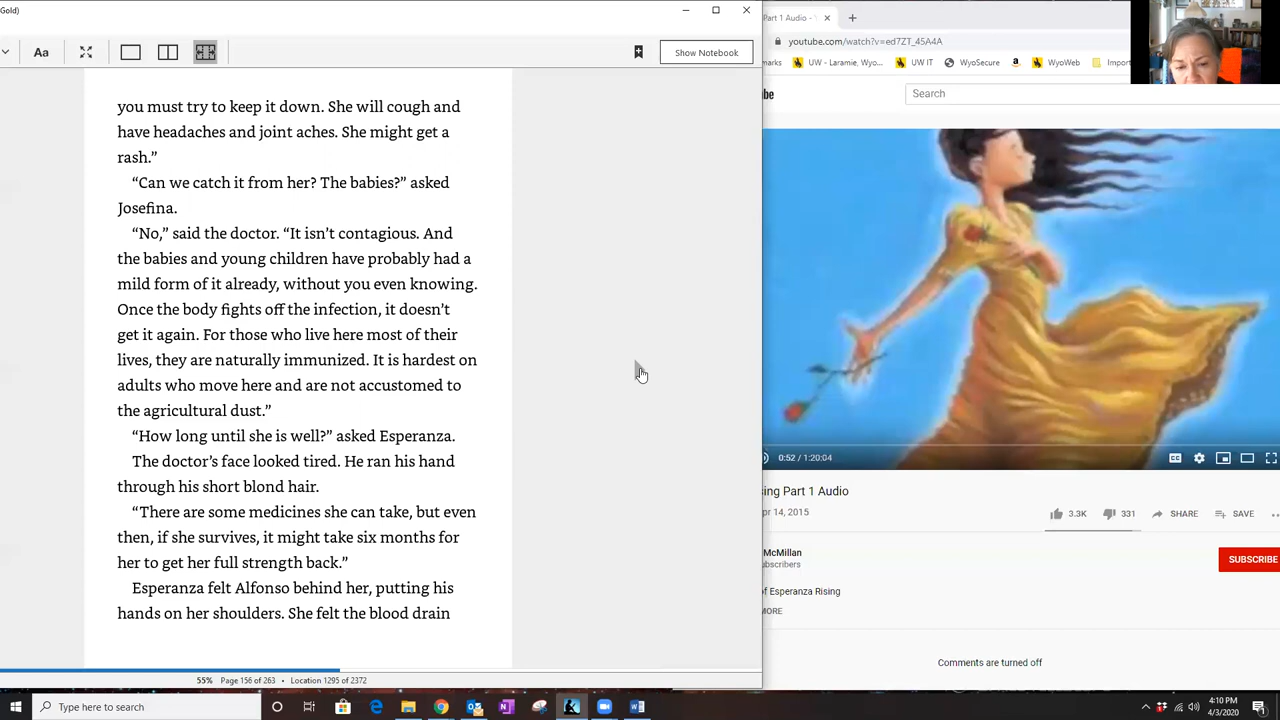 Gold)
Aa
Show Notebook
you must try to keep it down. She will cough and
have headaches and joint aches. She might get a
rash.”
“Can we catch it from her? The babies?” asked
Josefina.
“No,” said the doctor. “It isn’t contagious. And
the babies and young children have probably had a
mild form of it already, without you even knowing.
Once the body fights off the infection, it doesn’t
get it again. For those who live here most of their
lives, they are naturally immunized. It is hardest on
adults who move here and are not accustomed to
the agricultural dust.”
“How long until she is well?” asked Esperanza.
The doctor’s face looked tired. He ran his hand
through his short blond hair.
“There are some medicines she can take, but even
then, if she survives, it might take six months for
her to get her full strength back.”
Esperanza felt Alfonso behind her, putting his
hands on her shoulders. She felt the blood drain
55% Page 156 of 263 Location 1295 of 2372
Part 1 Audio -
youtube.com/watch?v=ed7ZT_45A4A
marks UW - Laramie, Wyo... UW IT WyoSecure WyoWeb Import
be
Search
0:52 / 1:20:04
CC
sing Part 1 Audio
pr 14, 2015
3.3K 331 SHARE SAVE
McMillan
bscribers
SUBSCRIBE
of Esperanza Rising
MORE
Comments are turned off
Type here to search
4:10 PM
4/3/2020